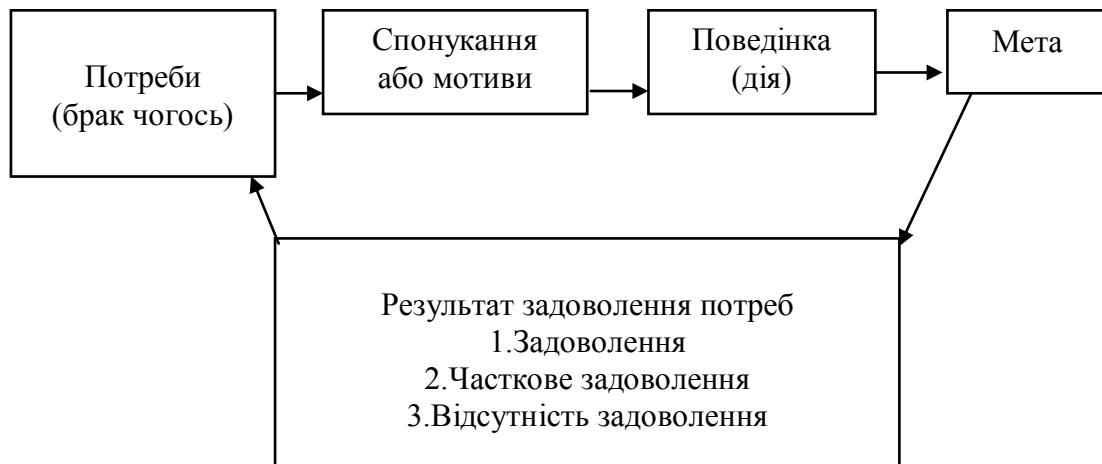 Потреби
(брак чогось)
Спонукання
або мотиви
Поведінка
(дія)
Мета
Результат задоволення потреб
1.Задоволення
2.Часткове задоволення
3.Відсутність задоволення